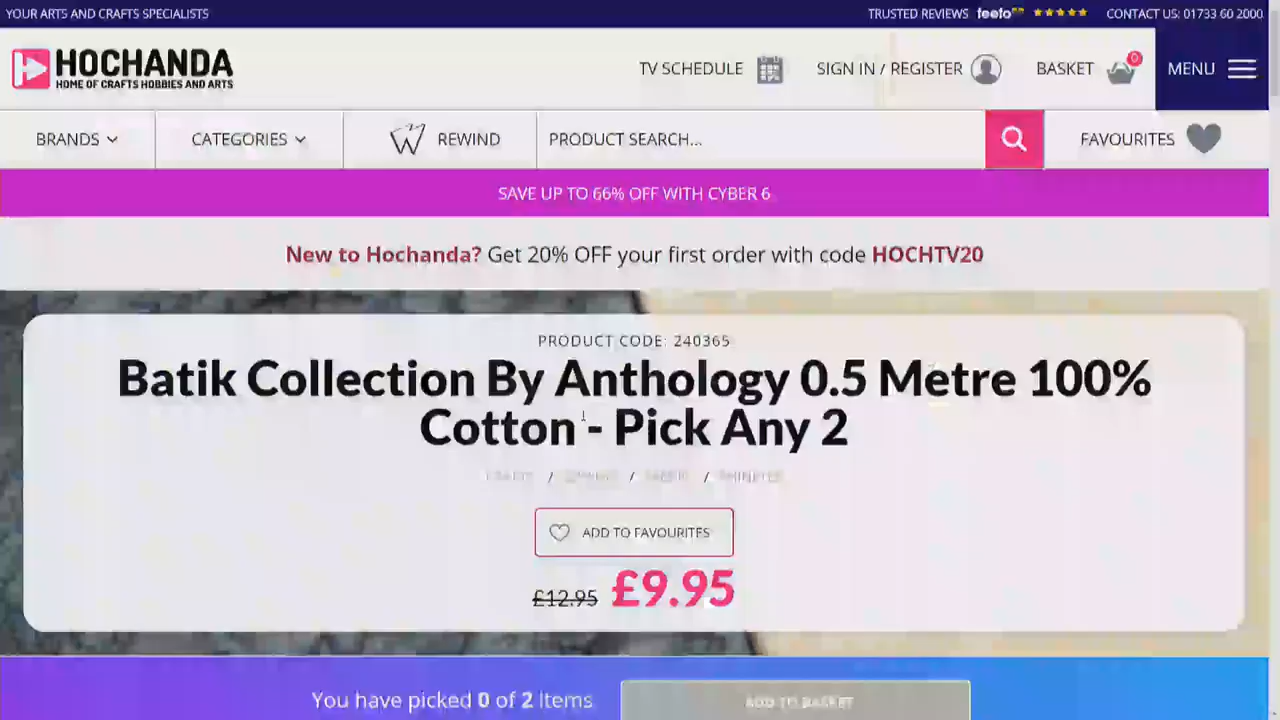 YOUR ARTS AND CRAFTS SPECIALISTS
TRUSTED REVIEWS feefo CONTACT US: 01733 60 2000
HOCHANDA
HOME OF CRAFTS HOBBIES AND ARTS
TV SCHEDULE
SIGN IN / REGISTER
BASKET 0
MENU
BRANDS
CATEGORIES
REWIND
PRODUCT SEARCH...
FAVOURITES
SAVE UP TO 66% OFF WITH CYBER 6
New to Hochanda? Get 20% OFF your first order with code HOCHTV20
PRODUCT CODE: 240365
Batik Collection By Anthology 0.5 Metre 100%
Cotton - Pick Any 2
ADD TO FAVOURITES
£12.95 £9.95
You have picked 0 of 2 Items
ADD TO BASKET